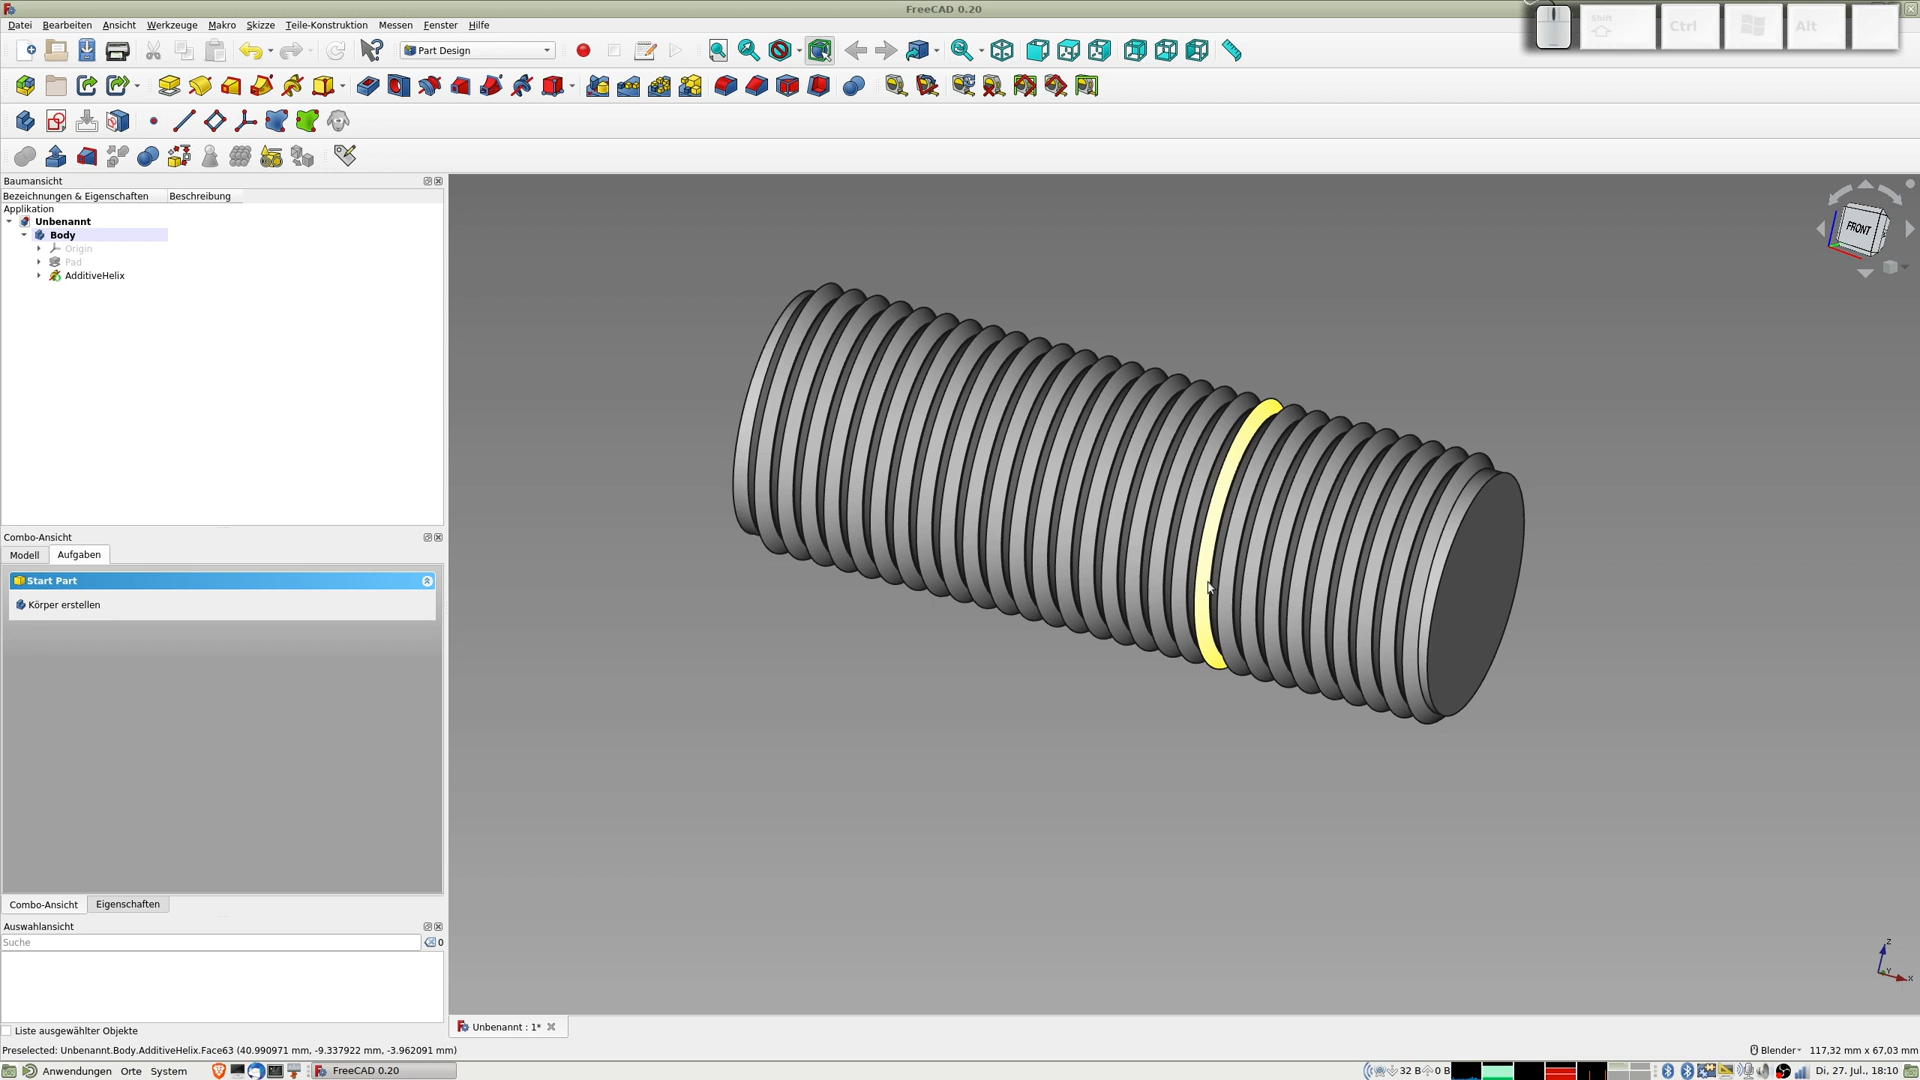 FreeCAD 0.20
Datei Bearbeiten Ansicht Werkzeuge Makro Skizze Teile-Konstruktion Messen Fenster Hilfe
Shift Ctrl Alt
Part Design
Baumansicht
Bezeichnungen & Eigenschaften Beschreibung
Applikation
Unbenannt
Body
Origin
Pad
AdditiveHelix
FRONT
Combo-Ansicht
Modell Aufgaben
Start Part
Körper erstellen
Combo-Ansicht Eigenschaften
Auswahlansicht
Suche 0
Z
Y
X
Unbenannt : 1*
Liste ausgewählter Objekte
Preselected: Unbenannt.Body.AdditiveHelix.Face63 (40.990971 mm, -9.337922 mm, -3.962091 mm)
Blender 117,32 mm x 67,03 mm
Anwendungen Orte System FreeCAD 0.20 32 B 0 B Di, 27. Jul., 18:10